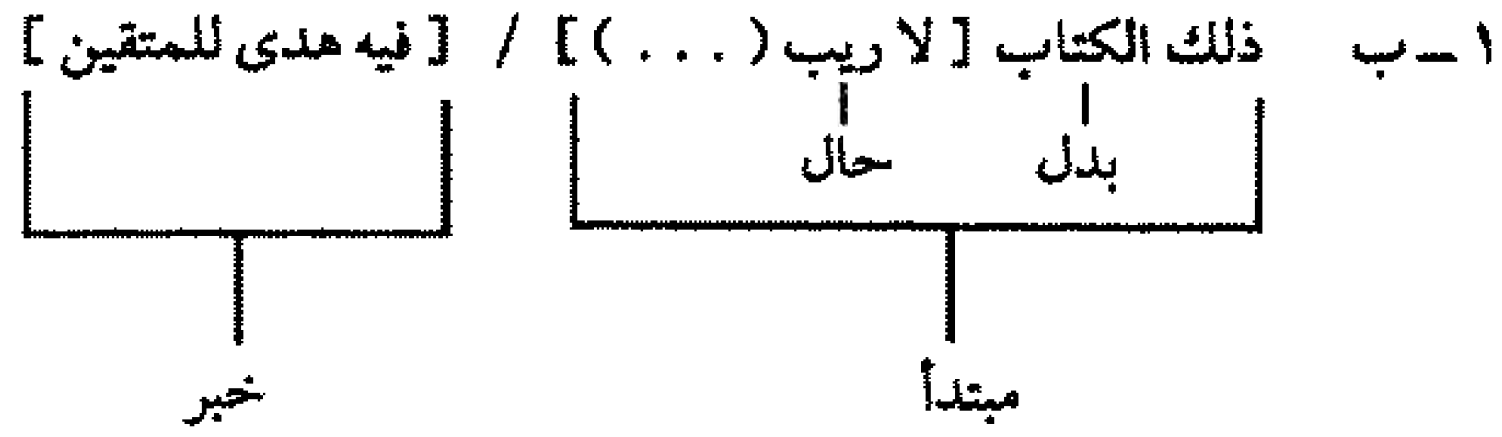 ١ – ب ذلك الكتاب [ لا ريب ( . . . ) ] / [ فيه هدى للمتقين ]
بدل حال
مبتدأ خبر